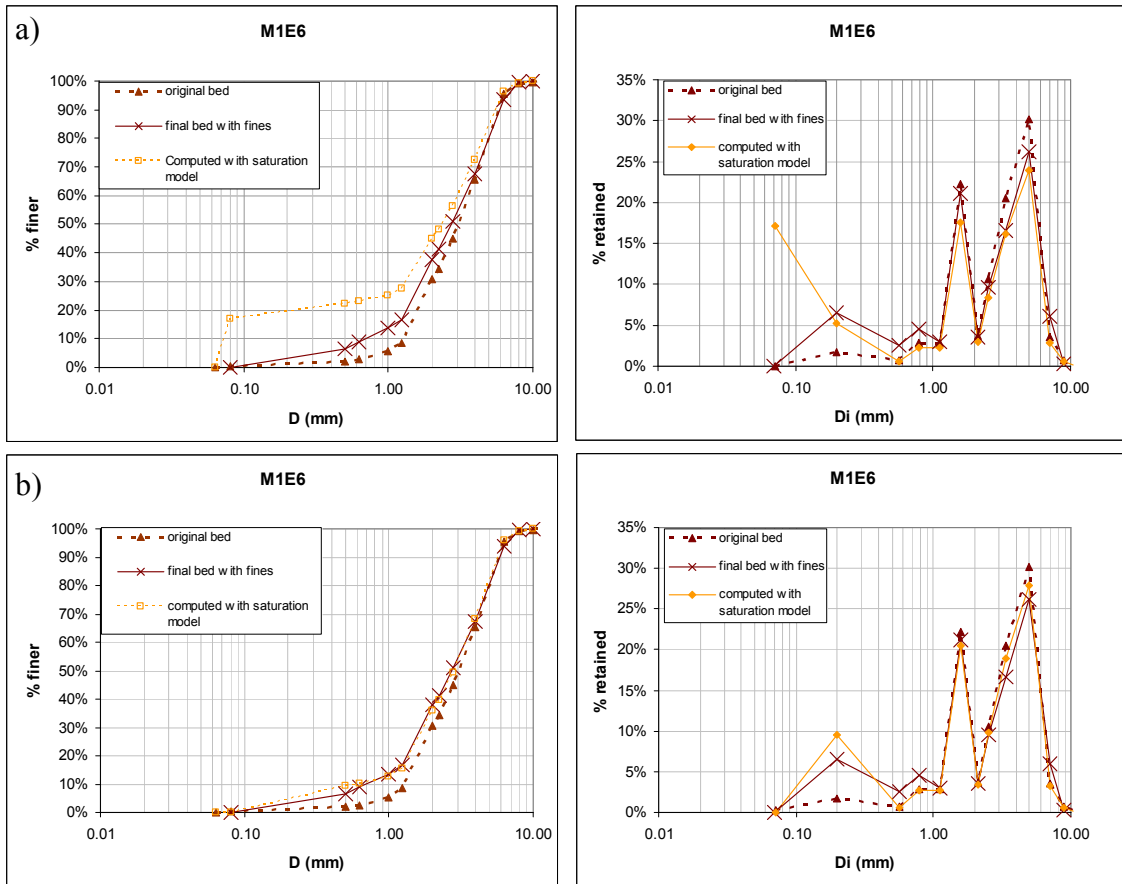 a)
M1E6
100%
90%
80%
70%
60%
50%
40%
30%
20%
10%
0%
% finer
original bed
final bed with fines
Computed with saturation
model
0.01
0.10
1.00
10.00
D (mm)
M1E6
35%
30%
25%
20%
15%
10%
5%
0%
% retained
original bed
final bed with fines
computed with
saturation model
0.01
0.10
1.00
10.00
Di (mm)
b)
M1E6
100%
90%
80%
70%
60%
50%
40%
30%
20%
10%
0%
% finer
original bed
final bed with fines
computed with saturation
model
0.01
0.10
1.00
10.00
D (mm)
M1E6
35%
30%
25%
20%
15%
10%
5%
0%
% retained
original bed
final bed with fines
computed with
saturation model
0.01
0.10
1.00
10.00
Di (mm)